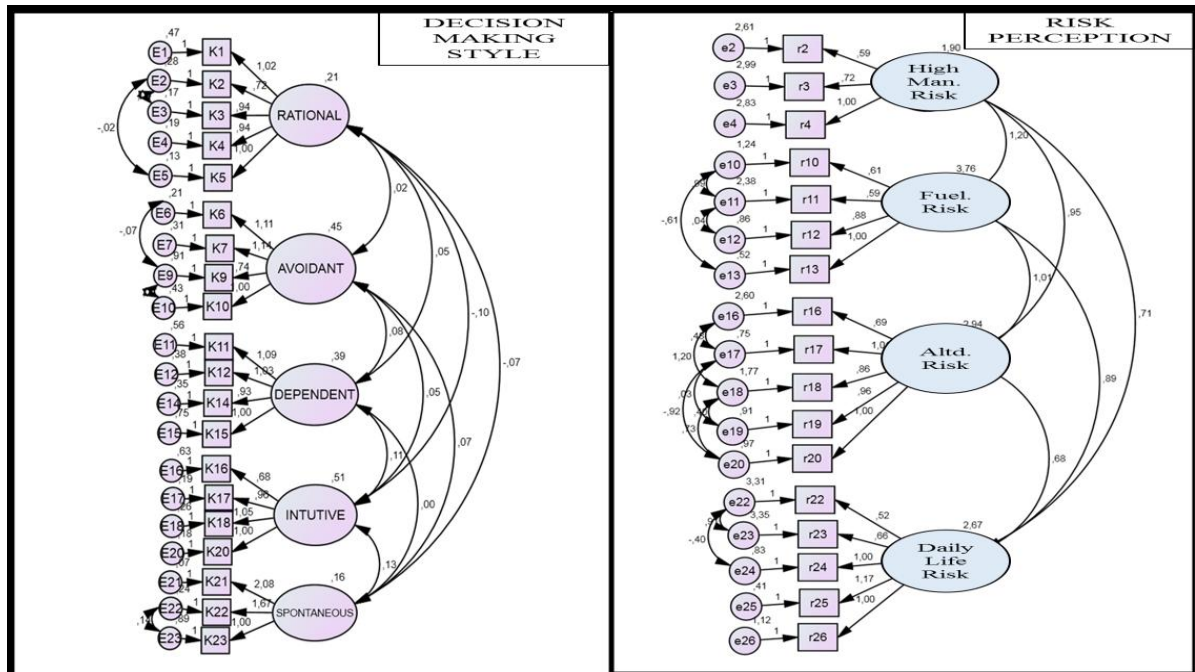 DECISION
MAKING
STYLE
,47
E1 1 K1
,28
E2 1 K2
,17
E3 1 K3
,19
E4 1 K4
,13
E5 1 K5
-,02
1,02
,72
,94
,94
1,00
,21
RATIONAL
,21
E6 1 K6
,31
E7 1 K7
,91
E9 1 K9
,43
E10 1 K10
-,07
1,11
1,14
,74
1,00
,45
AVOIDANT
,56
E11 1 K11
,38
E12 1 K12
,35
E14 1 K14
,75
E15 1 K15
1,09
1,03
,93
1,00
,39
DEPENDENT
,63
E16 1 K16
,19
E17 1 K17
E18 1 K18
,18
E20 1 K20
,68
,96
1,05
1,00
,51
INTUTIVE
,07
E21 1 K21
,24
E22 1 K22
,89
E23 1 K23
2,08
1,67
1,00
,16
SPONTANEOUS
,02
,05
-,10
-,07
,08
,05
,07
,11
,00
,13
RISK
PERCEPTION
2,61
e2 1 r2
2,99
e3 1 r3
2,83
e4 1 r4
,59
,72
1,00
1,90
High
Man.
Risk
1,24
e10 1 r10
2,38
e11 1 r11
,86
e12 1 r12
,52
e13 1 r13
-,61
,04
,61
,59
,88
1,00
3,76
Fuel.
Risk
2,60
e16 1 r16
,75
e17 1 r17
1,77
e18 1 r18
,91
e19 1 r19
,97
e20 1 r20
1,20
,03
-,92
,73
,69
1,0
,86
,96
1,00
2,94
Altd.
Risk
3,31
e22 1 r22
3,35
e23 1 r23
,83
e24 1 r24
,41
e25 1 r25
1,12
e26 1 r26
-,40
,52
,66
1,00
1,17
1,00
2,67
Daily
Life
Risk
1,20
,95
,71
1,01
,89
,68